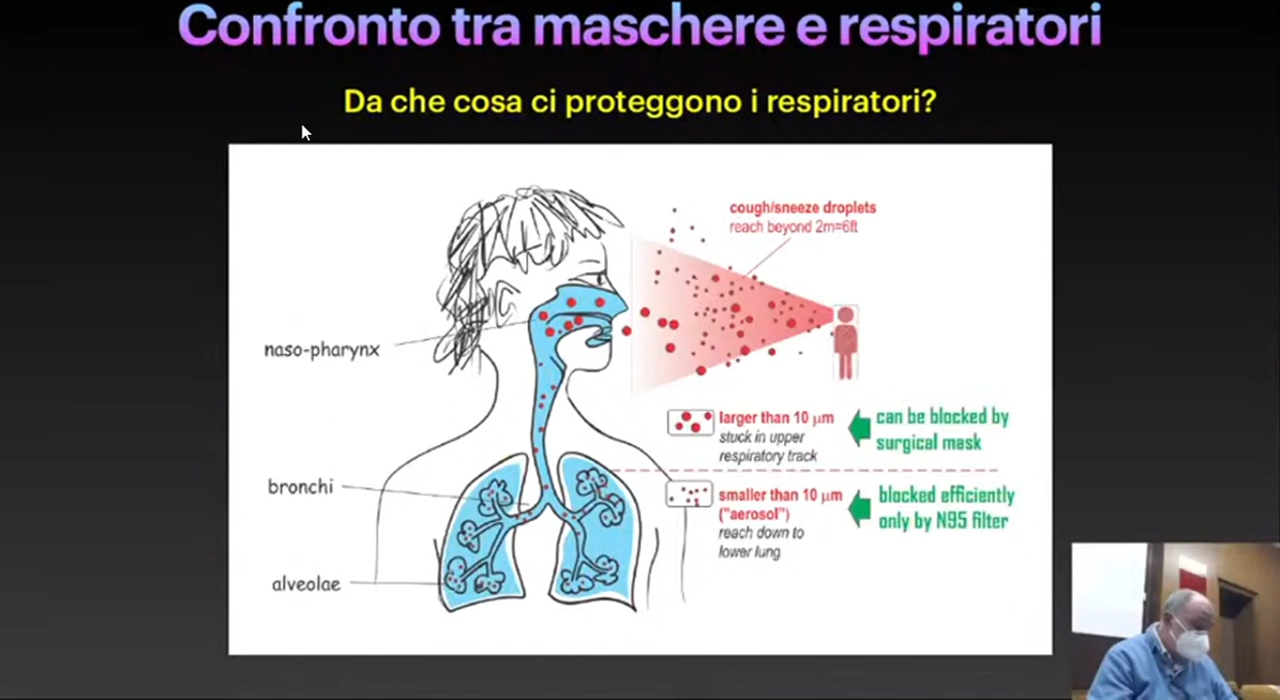 Confronto tra maschere e respiratori
Da che cosa ci proteggono i respiratori?
cough/sneeze droplets
reach beyond 2m=6ft
naso-pharynx
larger than 10 µm
stuck in upper
respiratory track
can be blocked by
surgical mask
bronchi
smaller than 10 µm
("aerosol")
reach down to
lower lung
blocked efficiently
only by N95 filter
alveolae